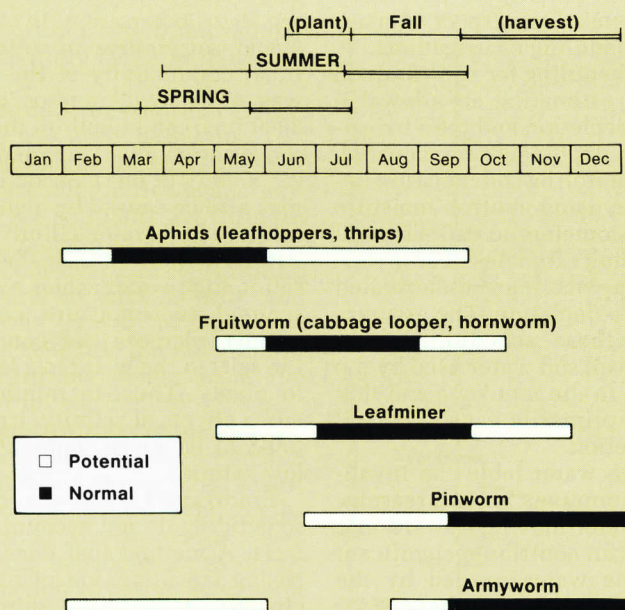 (plant) Fall (harvest)
SUMMER
SPRING
Jan Feb Mar Apr May Jun Jul Aug Sep Oct Nov Dec
Aphids (leafhoppers, thrips)
Fruitworm (cabbage looper, hornworm)
Leafminer
Potential
Normal
Pinworm
Armyworm